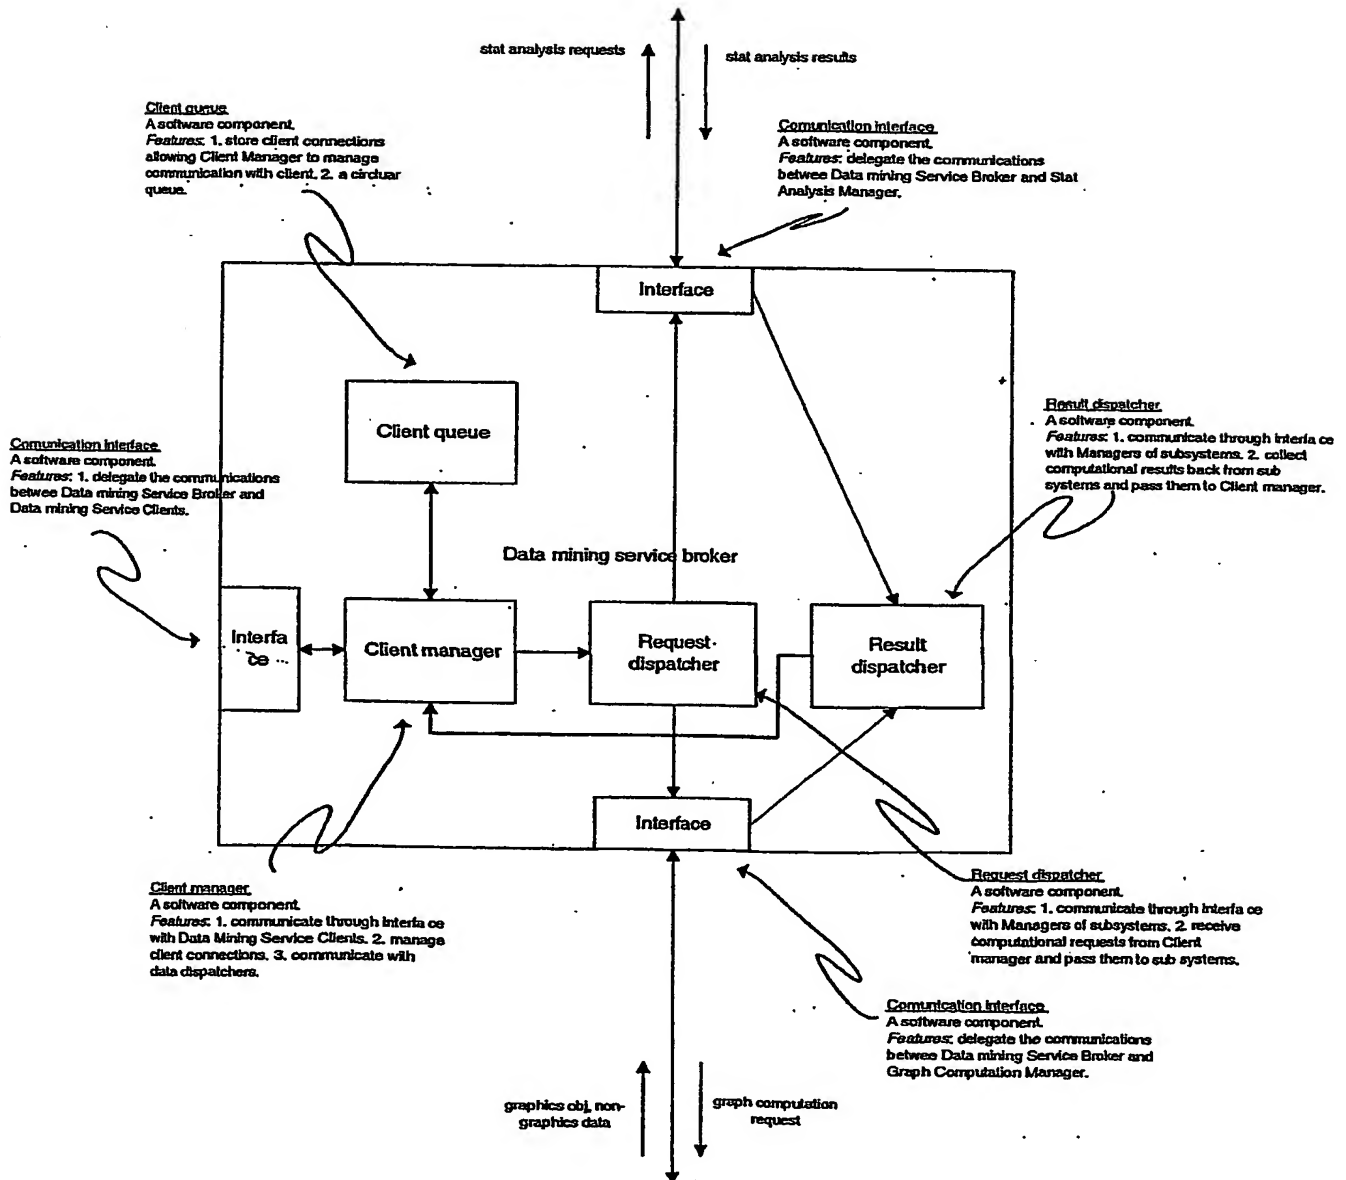 stat analysis requests
stat analysis results
Client queue
A software component.
Features: 1. store client connections
allowing Client Manager to manage
communication with client. 2. a circluar
queue.
Comunication interface
A software component.
Features: delegate the communications
betwee Data mining Service Broker and Stat
Analysis Manager.
Interface
Client queue
Result dispatcher
A software component.
Features: 1. communicate through interfa ce
with Managers of subsystems. 2. collect
computational results back from sub
systems and pass them to Client manager.
Comunication interface
A software component.
Features: 1. delegate the communications
betwee Data mining Service Broker and
Data mining Service Clients.
Data mining service broker
Interfa
ce
Client manager
Request
dispatcher
Result
dispatcher
Interface
Client manager
A software component.
Features: 1. communicate through interfa ce
with Data Mining Service Clients. 2. manage
client connections. 3. communicate with
data dispatchers.
Request dispatcher
A software component.
Features: 1. communicate through interfa ce
with Managers of subsystems. 2. receive
computational requests from Client
manager and pass them to sub systems.
Comunication interface
A software component.
Features: delegate the communications
betwee Data mining Service Broker and
Graph Computation Manager.
graphics obj, non-
graphics data
graph computation
request